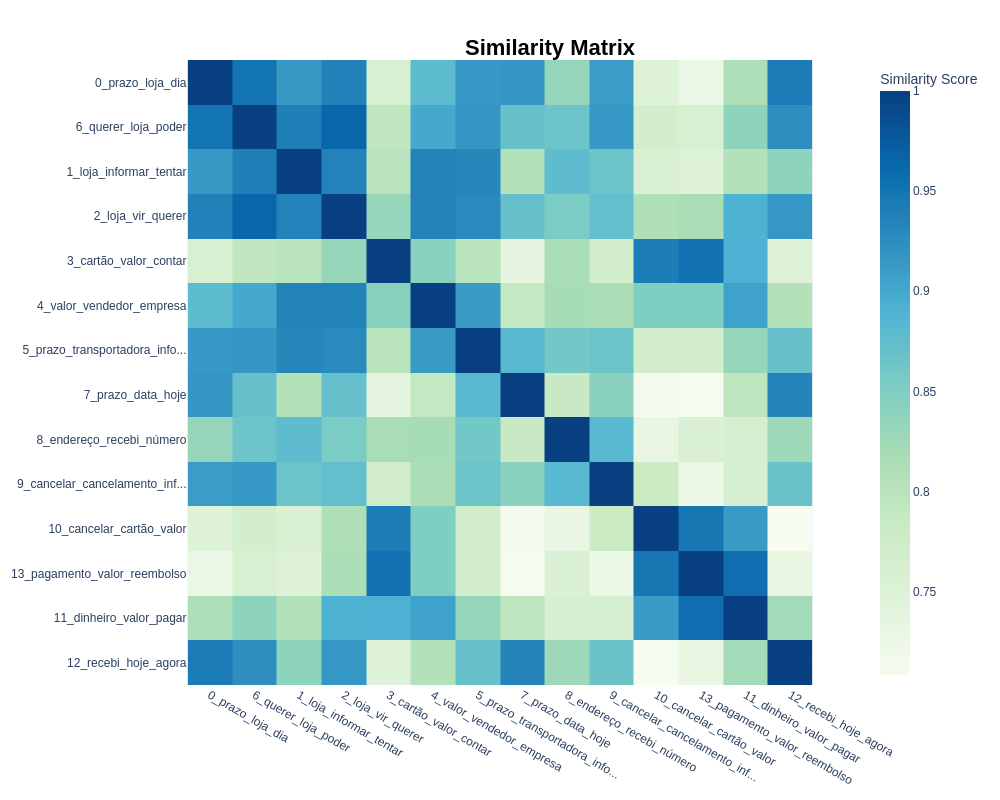 Similarity Matrix
Similarity Score
0_prazo_loja_dia
6_querer_loja_poder
1_loja_informar_tentar
2_loja_vir_querer
3_cartão_valor_contar
4_valor_vendedor_empresa
5_prazo_transportadora_info...
7_prazo_data_hoje
8_endereço_recebi_número
9_cancelar_cancelamento_inf...
10_cancelar_cartão_valor
13_pagamento_valor_reembolso
11_dinheiro_valor_pagar
12_recebi_hoje_agora
1
0.95
0.9
0.85
0.8
0.75
0_prazo_loja_dia
6_querer_loja_poder
1_loja_informar_tentar
2_loja_vir_querer
3_cartão_valor_contar
4_valor_vendedor_empresa
5_prazo_transportadora_info...
7_prazo_data_hoje
8_endereço_recebi_número
9_cancelar_cancelamento_inf...
10_cancelar_cartão_valor
13_pagamento_valor_reembolso
11_dinheiro_valor_pagar
12_recebi_hoje_agora